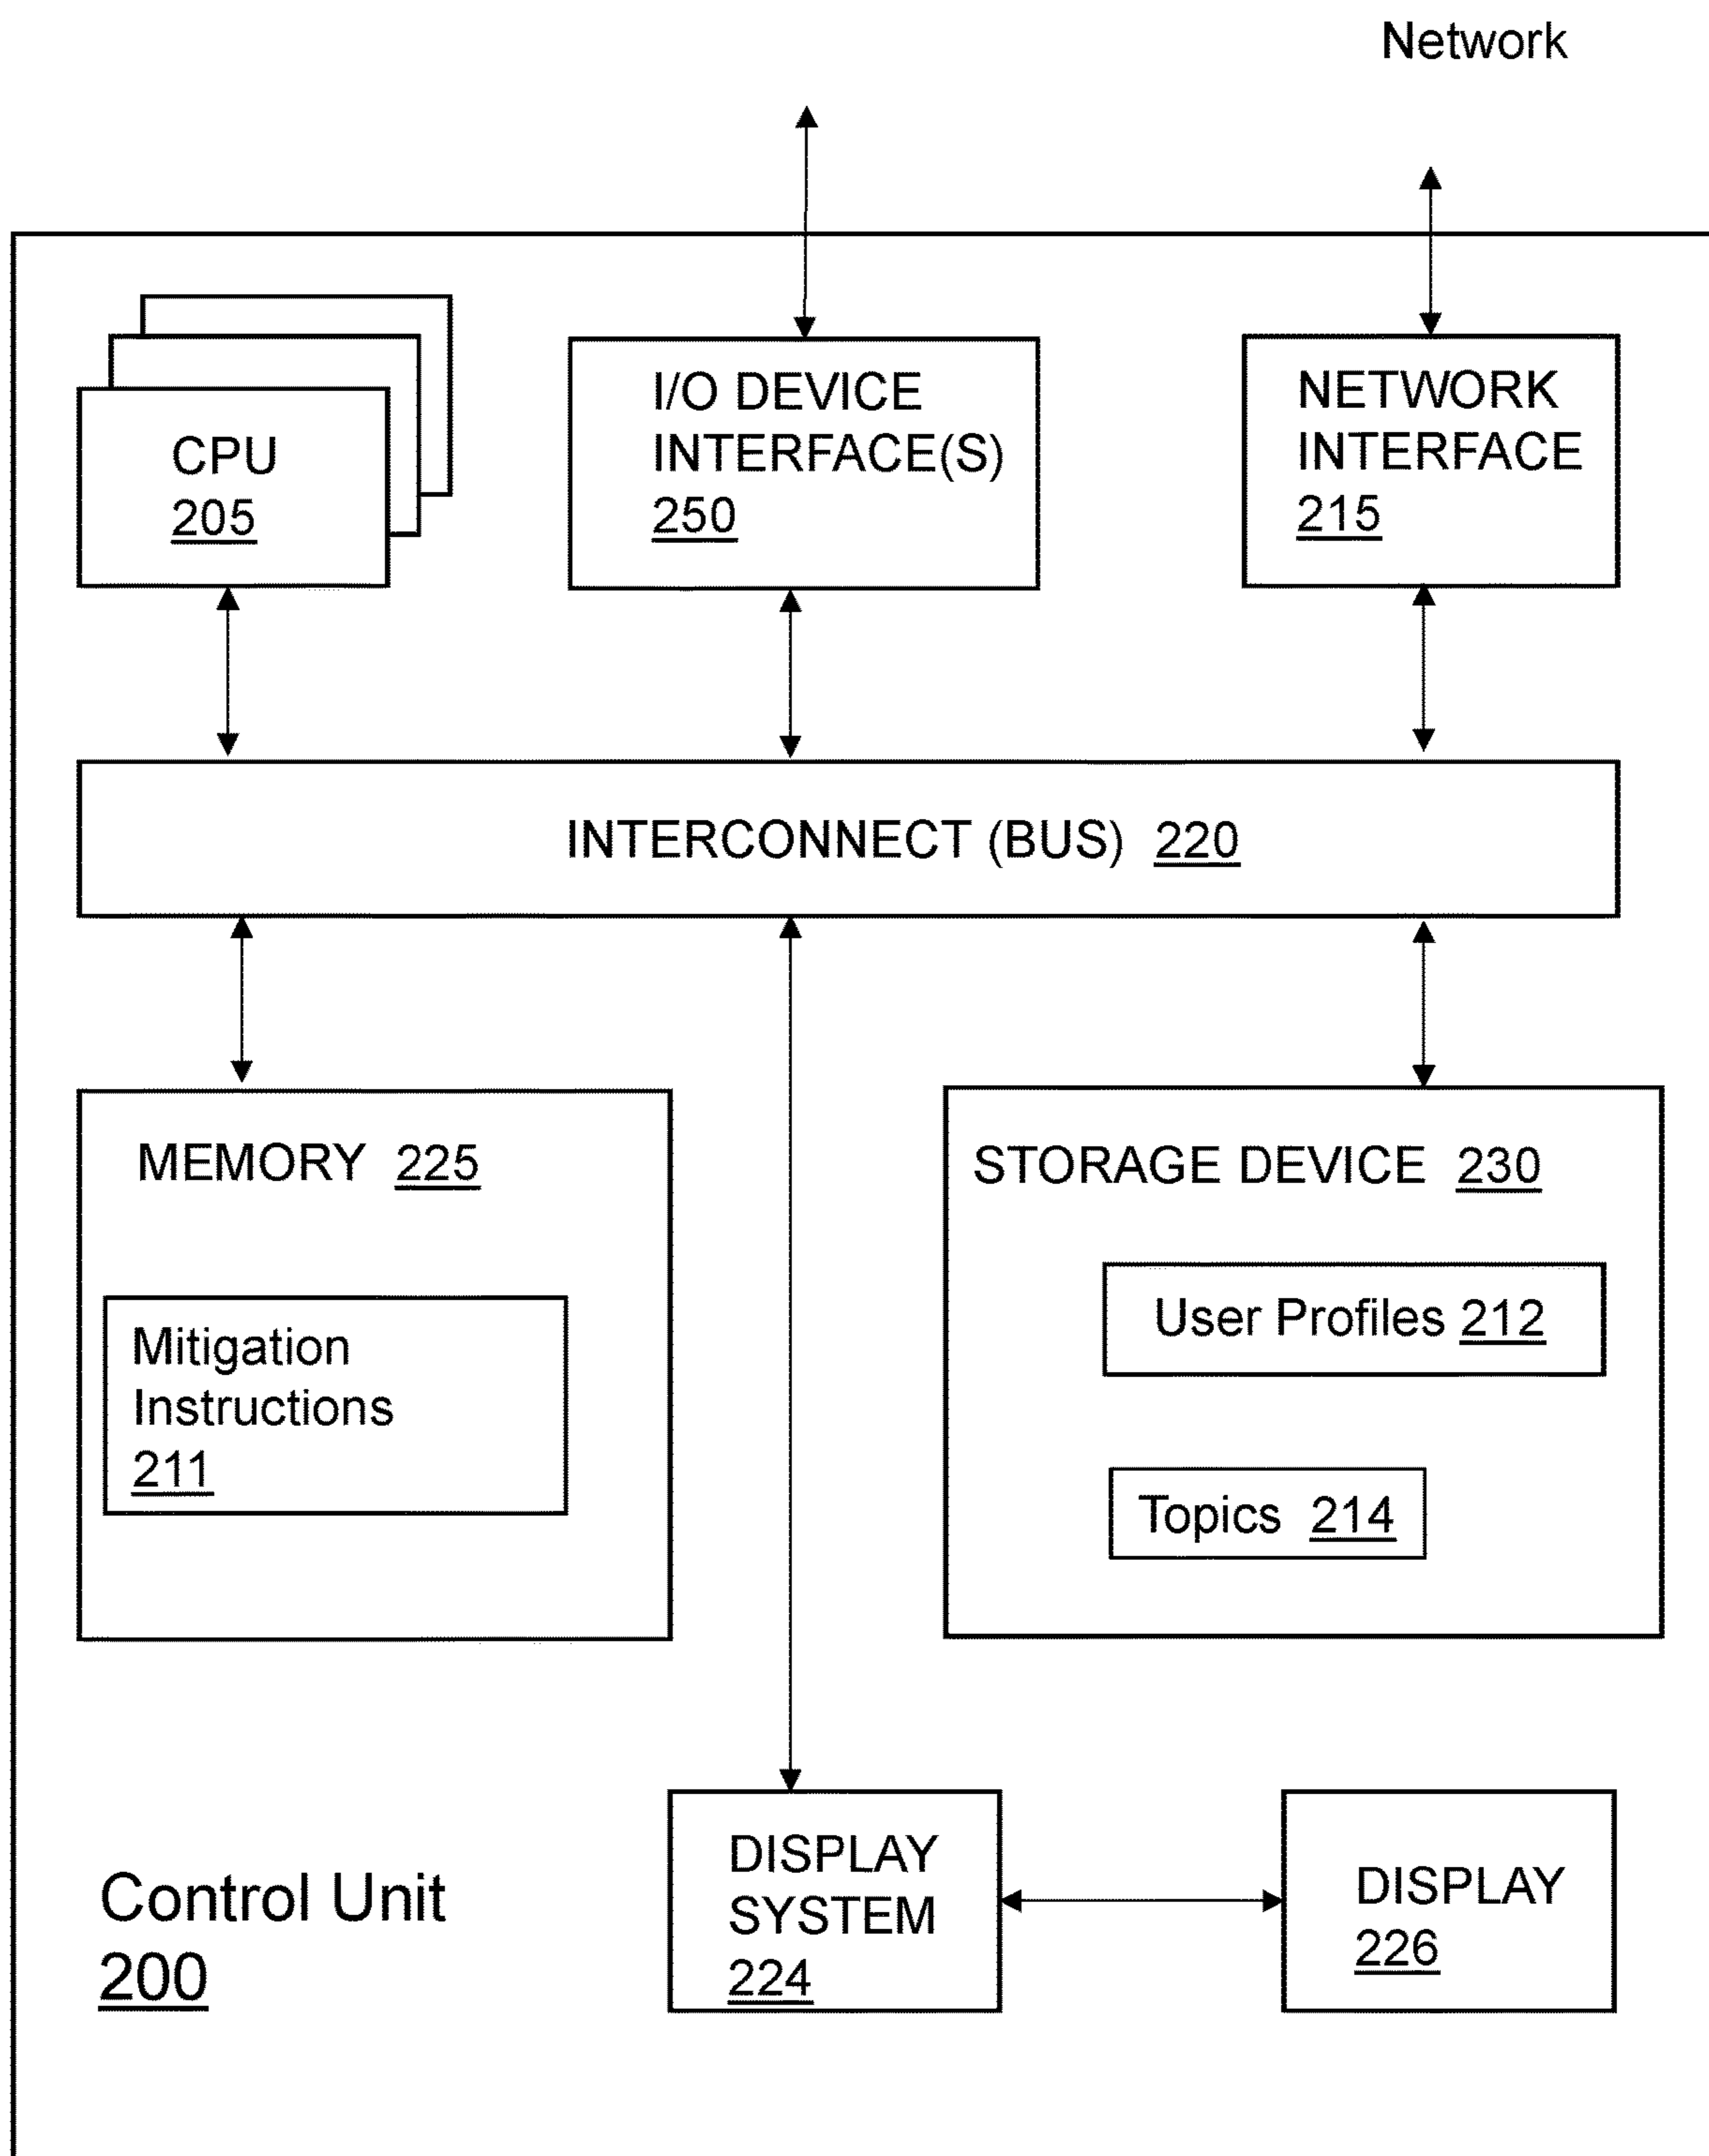 Network
CPU
205
I/O DEVICE
INTERFACE(S)
250
NETWORK
INTERFACE
215
INTERCONNECT (BUS) 220
MEMORY 225
Mitigation
Instructions
211
STORAGE DEVICE 230
User Profiles 212
Topics 214
Control Unit
200
DISPLAY
SYSTEM
224
DISPLAY
226